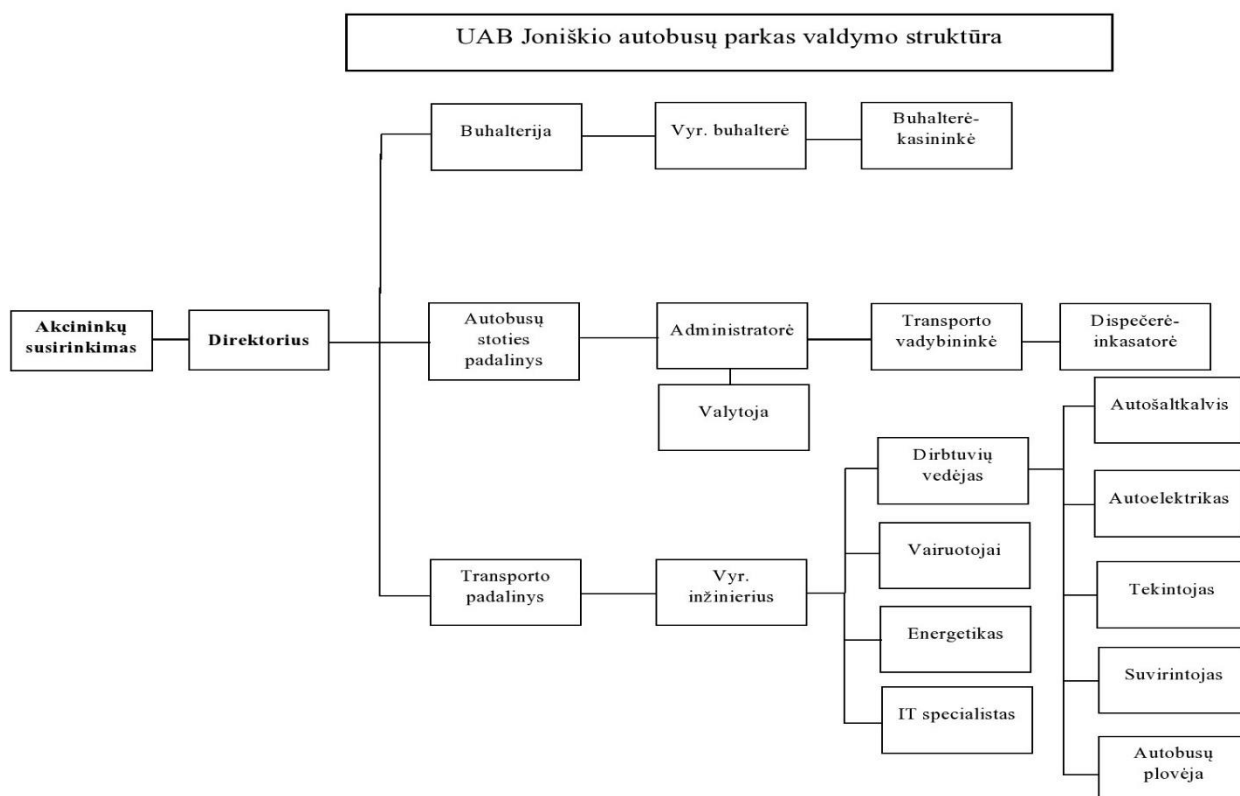 UAB Joniškio autobusų parkas valdymo struktūra
Buhalterija
Vyr. buhalterė
Buhalterė-
kasininkė
Akcininkų
susirinkimas
Direktorius
Autobusų
stoties
padalinys
Administratorė
Transporto
vadybininkė
Dispečerė-
inkasatorė
Valytoja
Transporto
padalinys
Vyr.
inžinierius
Dirbtuvių
vedėjas
Vairuotojai
Energetikas
IT specialistas
Autošaltkalvis
Autoelektrikas
Tekintojas
Suvirintojas
Autobusų
plovėja